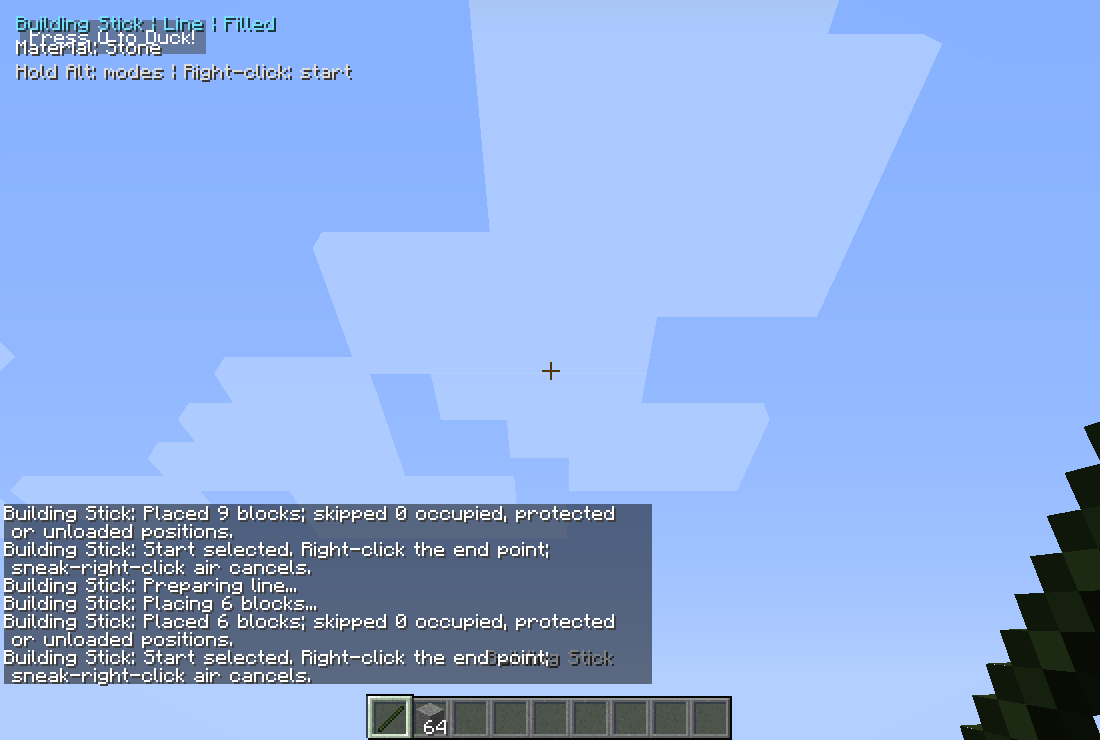 Building Stick | Line | Filled
Press U to Duck!
Material: Stone
Hold Alt: modes | Right-click: start
Building Stick: Placed 9 blocks; skipped 0 occupied, protected
or unloaded positions.
Building Stick: Start selected. Right-click the end point;
sneak-right-click air cancels.
Building Stick: Preparing line...
Building Stick: Placing 6 blocks...
Building Stick: Placed 6 blocks; skipped 0 occupied, protected
or unloaded positions.
Building Stick: Start selected. Right-click the end point;
Building Stick
sneak-right-click air cancels.
64